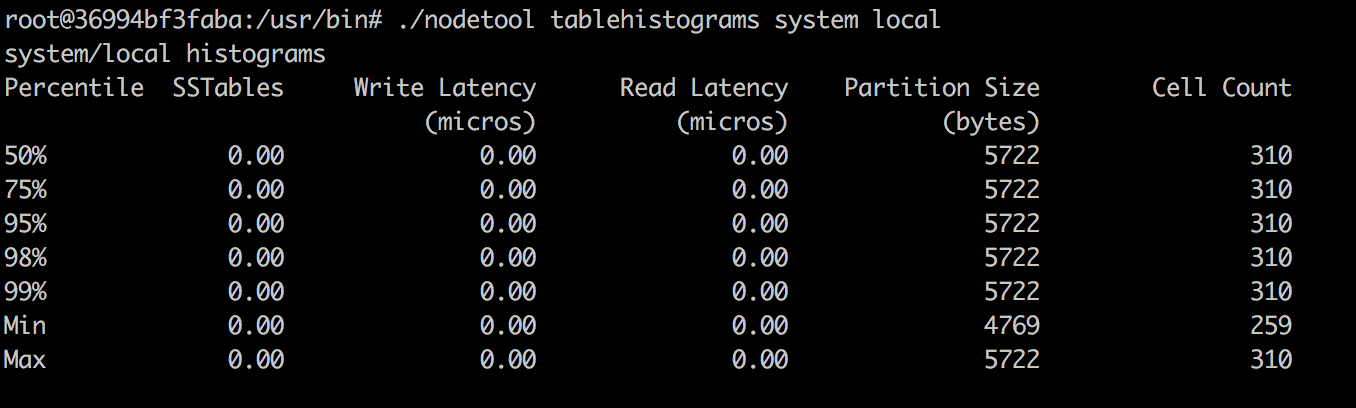 root@36994bf3faba:/usr/bin# ./nodetool tablehistograms system local
system/local histograms
Percentile  SSTables     Write Latency      Read Latency    Partition Size        Cell Count
                              (micros)          (micros)           (bytes)
50%             0.00              0.00              0.00              5722               310
75%             0.00              0.00              0.00              5722               310
95%             0.00              0.00              0.00              5722               310
98%             0.00              0.00              0.00              5722               310
99%             0.00              0.00              0.00              5722               310
Min             0.00              0.00              0.00              4769               259
Max             0.00              0.00              0.00              5722               310